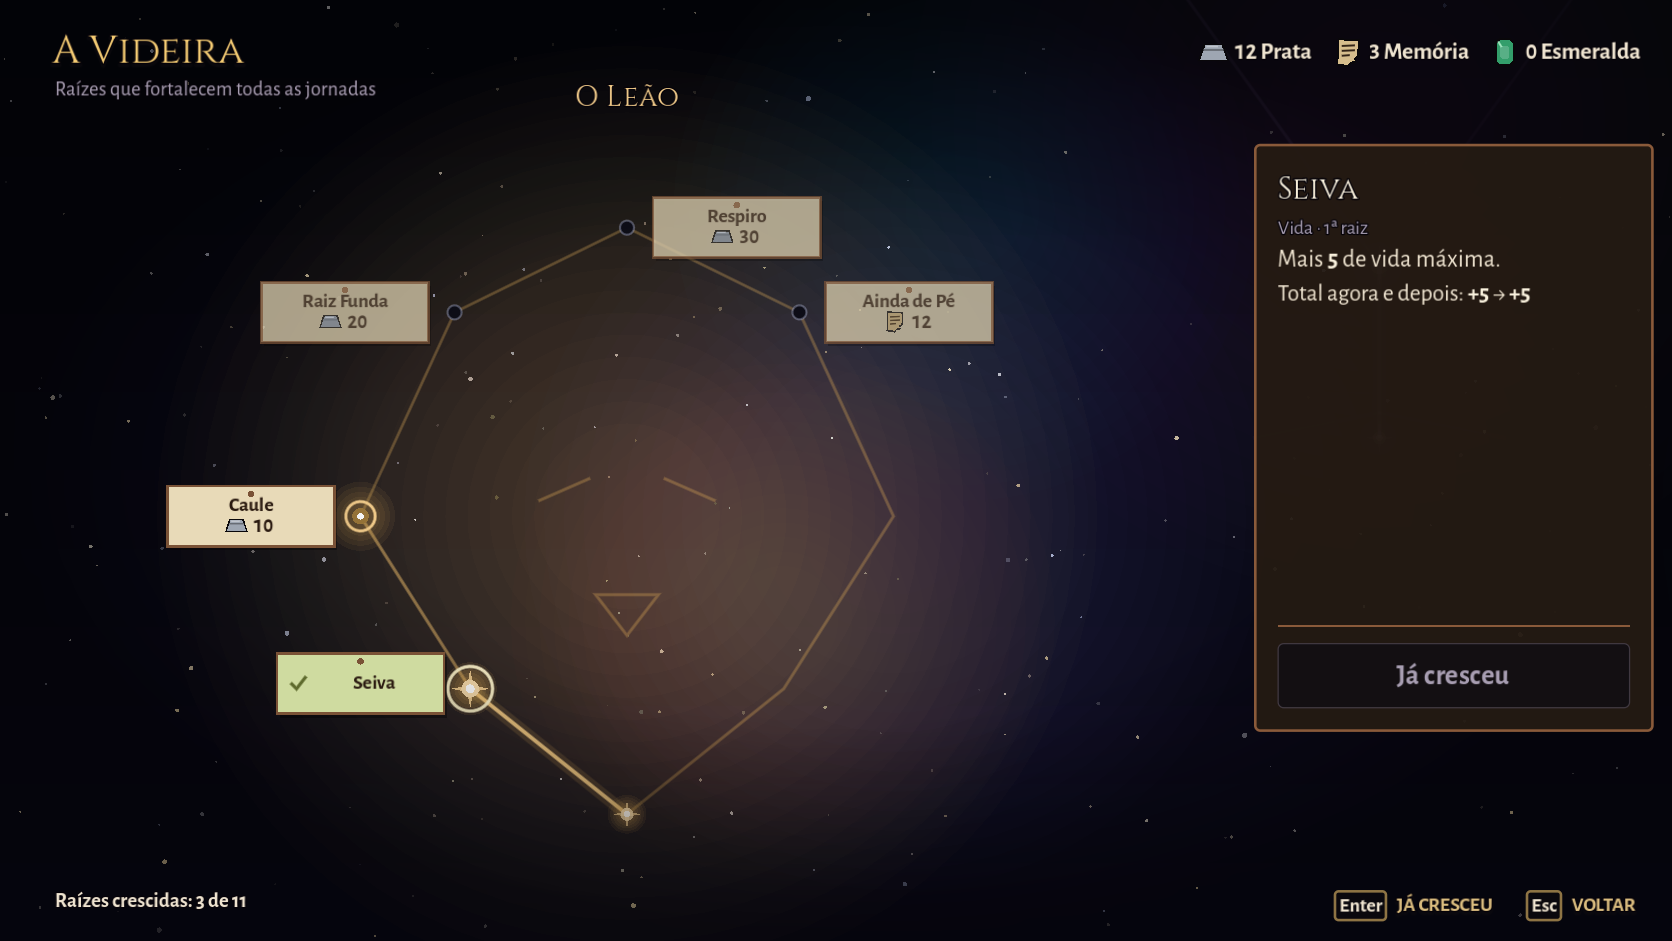 A Videira
Raízes que fortalecem todas as jornadas
12 Prata
3 Memória
0 Esmeralda
O Leão
Respiro
30
Raiz Funda
20
Ainda de Pé
12
Caule
10
Seiva
Seiva
Vida · 1ª raiz
Mais 5 de vida máxima.
Total agora e depois: +5 → +5
Já cresceu
Raízes crescidas: 3 de 11
Enter JÁ CRESCEU
Esc VOLTAR